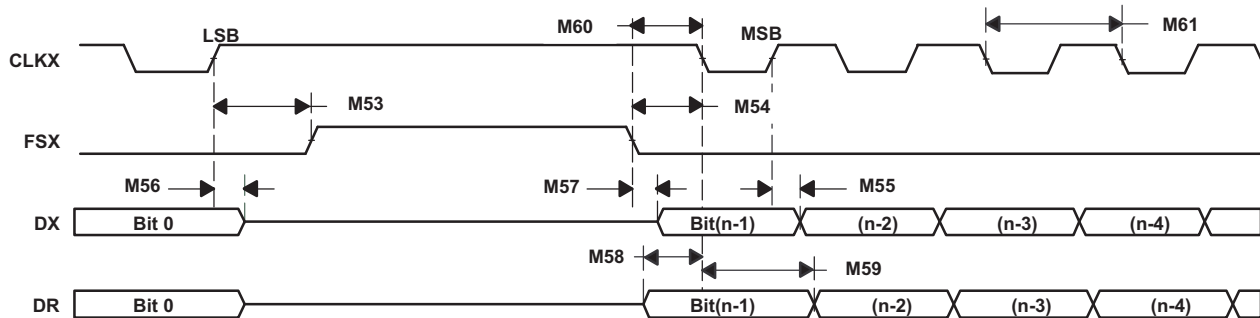 LSB
M60
MSB
M61
CLKX
M53
M54
FSX
M56
M57
M55
DX
Bit 0
Bit(n-1)
(n-2)
(n-3)
(n-4)
M58
M59
DR
Bit 0
Bit(n-1)
(n-2)
(n-3)
(n-4)